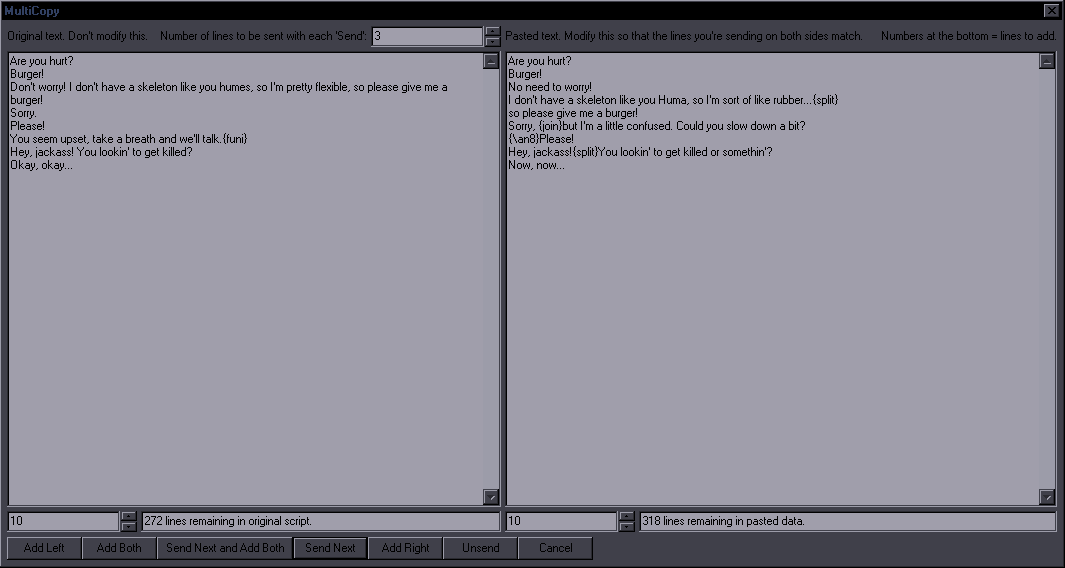 MultiCopy
Original text. Don't modify this. Number of lines to be sent with each 'Send': 3 Pasted text. Modify this so that the lines you're sending on both sides match. Numbers at the bottom = lines to add.
Are you hurt?
Burger!
Don't worry! I don't have a skeleton like you humes, so I'm pretty flexible, so please give me a
burger!
Sorry.
Please!
You seem upset, take a breath and we'll talk.{funi}
Hey, jackass! You lookin' to get killed?
Okay, okay...
Are you hurt?
Burger!
No need to worry!
I don't have a skeleton like you Huma, so I'm sort of like rubber...{split}
so please give me a burger!
Sorry, {join}but I'm a little confused. Could you slow down a bit?
{\an8}Please!
Hey, jackass!{split}You lookin' to get killed or somethin'?
Now, now...
10 272 lines remaining in original script. 10 318 lines remaining in pasted data.
Add Left Add Both Send Next and Add Both Send Next Add Right Unsend Cancel